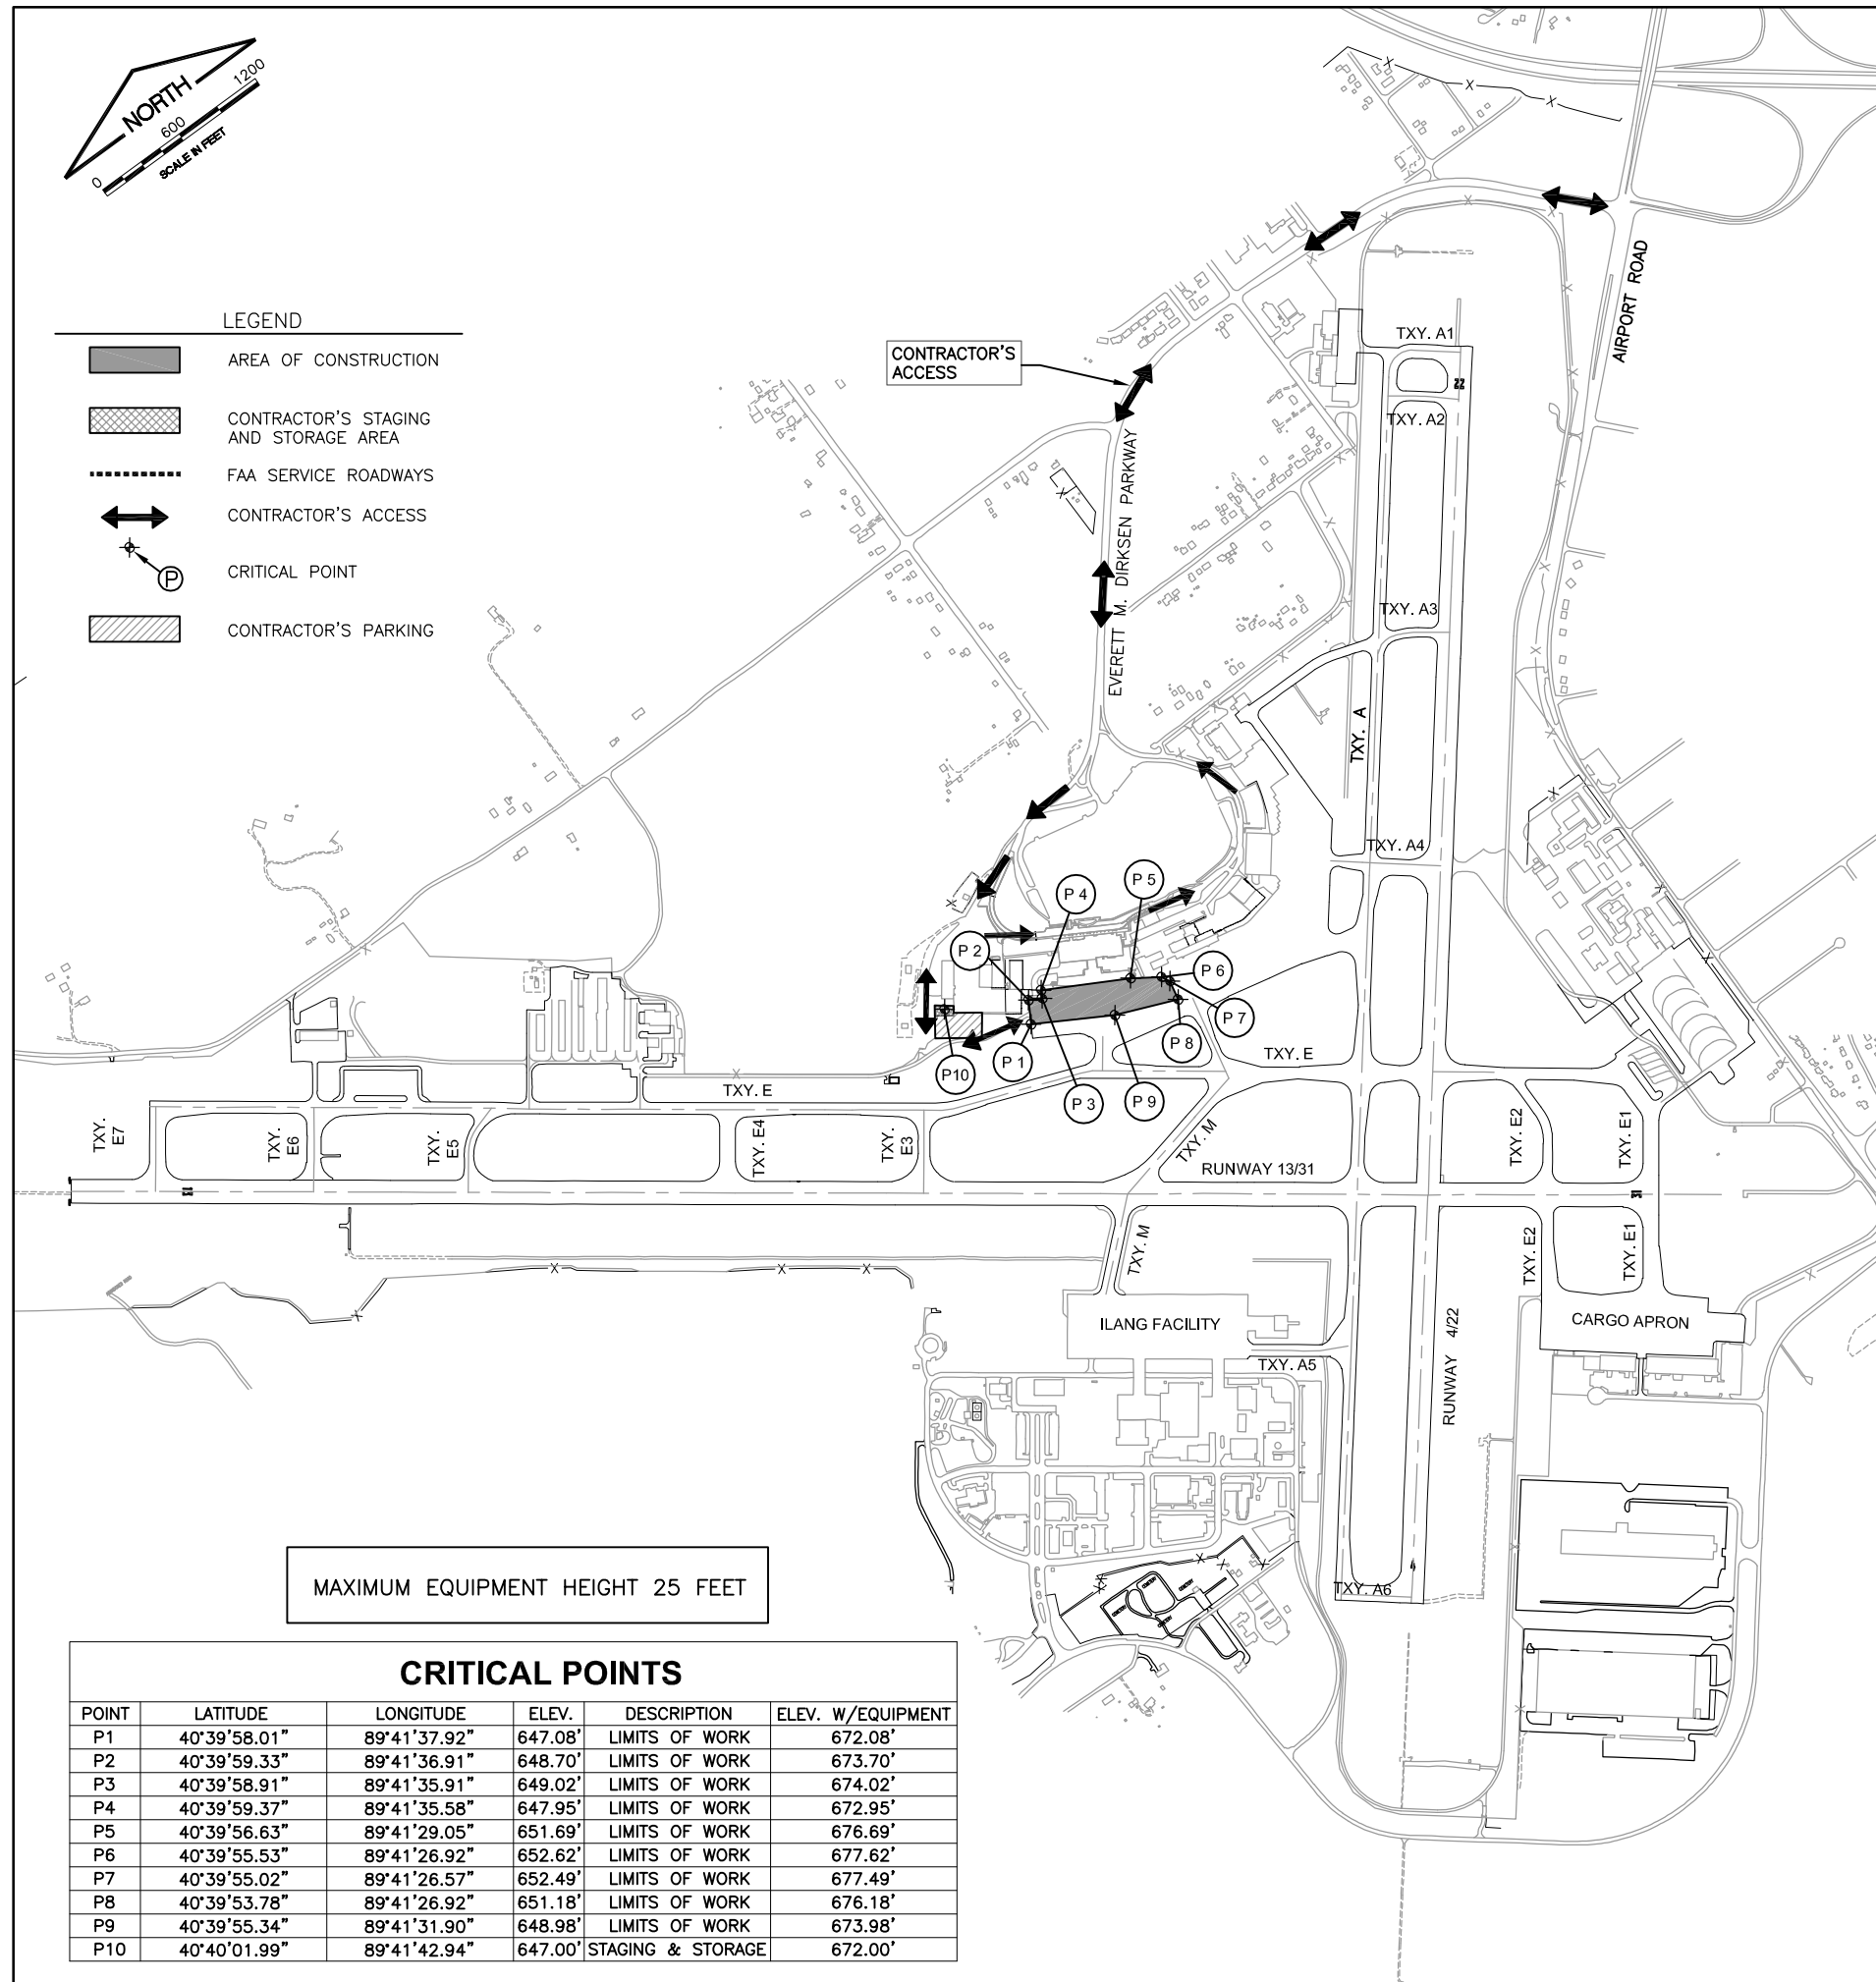 NORTH
0 600 1200
SCALE IN FEET
LEGEND
AREA OF CONSTRUCTION
CONTRACTOR'S STAGING
AND STORAGE AREA
FAA SERVICE ROADWAYS
CONTRACTOR'S ACCESS
P
CRITICAL POINT
CONTRACTOR'S PARKING
CONTRACTOR'S
ACCESS
EVERETT M. DIRKSEN PARKWAY
AIRPORT ROAD
TXY. A1
22
TXY. A2
TXY. A3
TXY. A
TXY. A4
P 4
P 5
P 2
P 6
P 7
P 8
P 1
P10
P 3
P 9
TXY. E
TXY. E
TXY.
E7
TXY.
E6
TXY.
E5
TXY. E4
TXY.
E3
TXY. M
TXY. E2
TXY. E1
RUNWAY 13/31
13
31
TXY. M
TXY. E2
TXY. E1
ILANG FACILITY
CARGO APRON
RUNWAY 4/22
TXY. A5
4
TXY. A6
MAXIMUM EQUIPMENT HEIGHT 25 FEET
CRITICAL POINTS
POINT LATITUDE LONGITUDE ELEV. DESCRIPTION ELEV. W/EQUIPMENT
P1 40°39'58.01" 89°41'37.92" 647.08' LIMITS OF WORK 672.08'
P2 40°39'59.33" 89°41'36.91" 648.70' LIMITS OF WORK 673.70'
P3 40°39'58.91" 89°41'35.91" 649.02' LIMITS OF WORK 674.02'
P4 40°39'59.37" 89°41'35.58" 647.95' LIMITS OF WORK 672.95'
P5 40°39'56.63" 89°41'29.05" 651.69' LIMITS OF WORK 676.69'
P6 40°39'55.53" 89°41'26.92" 652.62' LIMITS OF WORK 677.62'
P7 40°39'55.02" 89°41'26.57" 652.49' LIMITS OF WORK 677.49'
P8 40°39'53.78" 89°41'26.92" 651.18' LIMITS OF WORK 676.18'
P9 40°39'55.34" 89°41'31.90" 648.98' LIMITS OF WORK 673.98'
P10 40°40'01.99" 89°41'42.94" 647.00' STAGING & STORAGE 672.00'